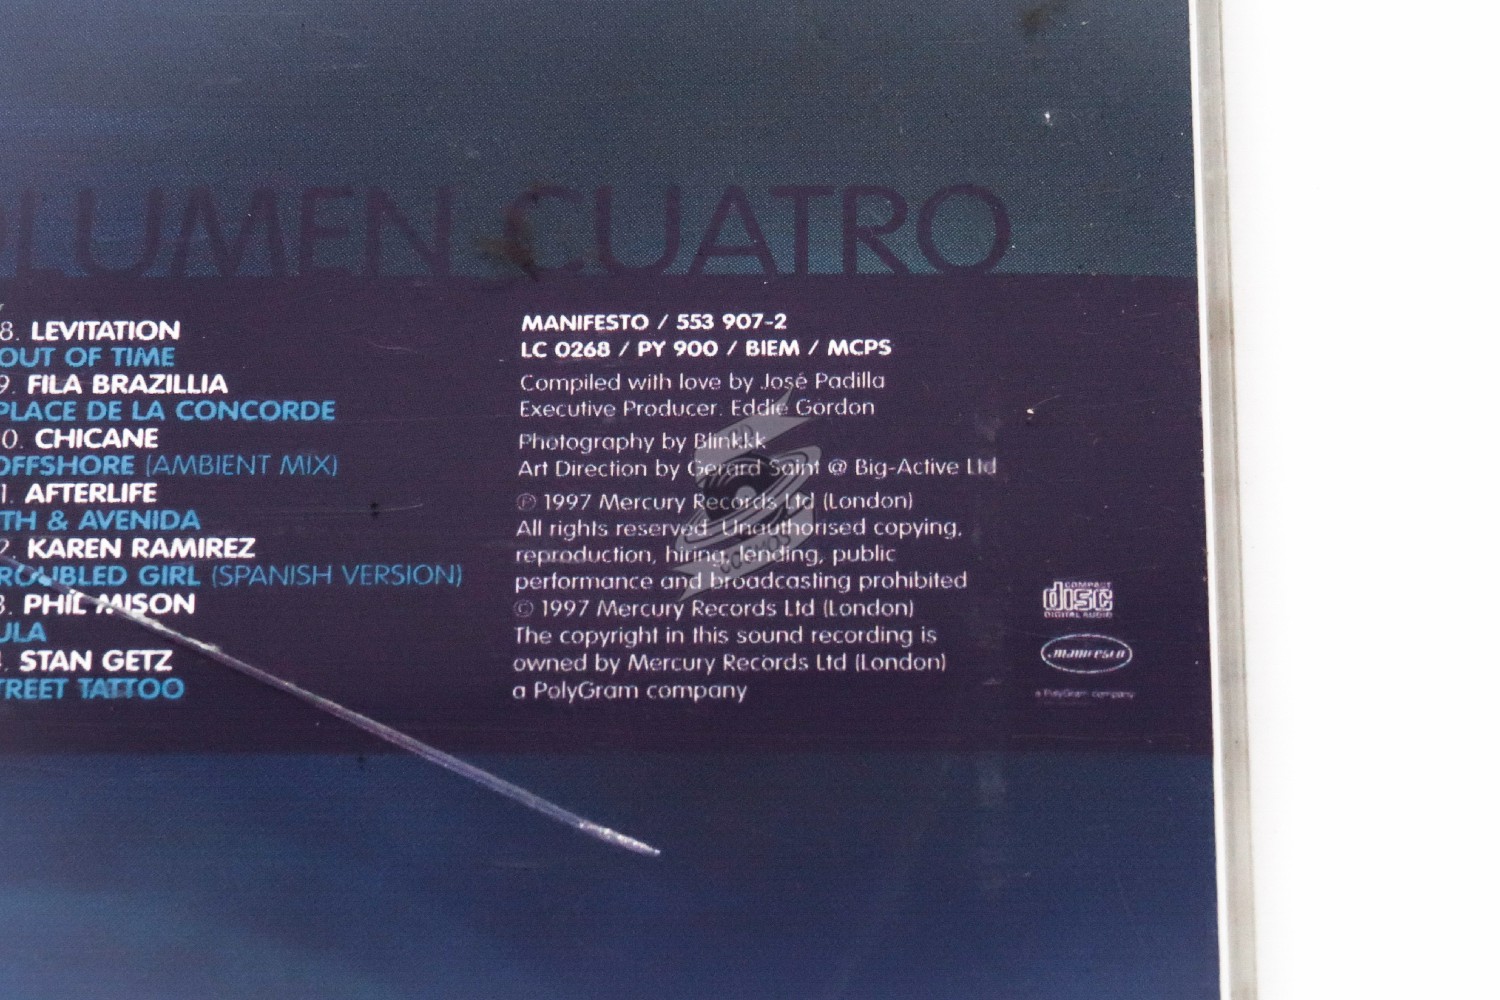 LUMEN CUATRO
8. LEVITATION
OUT OF TIME
9. FILA BRAZILLIA
PLACE DE LA CONCORDE
0. CHICANE
OFFSHORE (AMBIENT MIX)
1. AFTERLIFE
TH & AVENIDA
2. KAREN RAMIREZ
ROUBLED GIRL (SPANISH VERSION)
3. PHIL MISON
ULA
4. STAN GETZ
TREET TATTOO
MANIFESTO / 553 907-2
LC 0268 / PY 900 / BIEM / MCPS
Compiled with love by José Padilla
Executive Producer: Eddie Gordon
Photography by Blinkkk
Art Direction by Gerard Saint @ Big-Active Ltd
℗ 1997 Mercury Records Ltd (London)
All rights reserved. Unauthorised copying,
reproduction, hiring, lending, public
performance and broadcasting prohibited
© 1997 Mercury Records Ltd (London)
The copyright in this sound recording is
owned by Mercury Records Ltd (London)
a PolyGram company
COMPACT
disc
DIGITAL AUDIO
manifesto
a PolyGram company